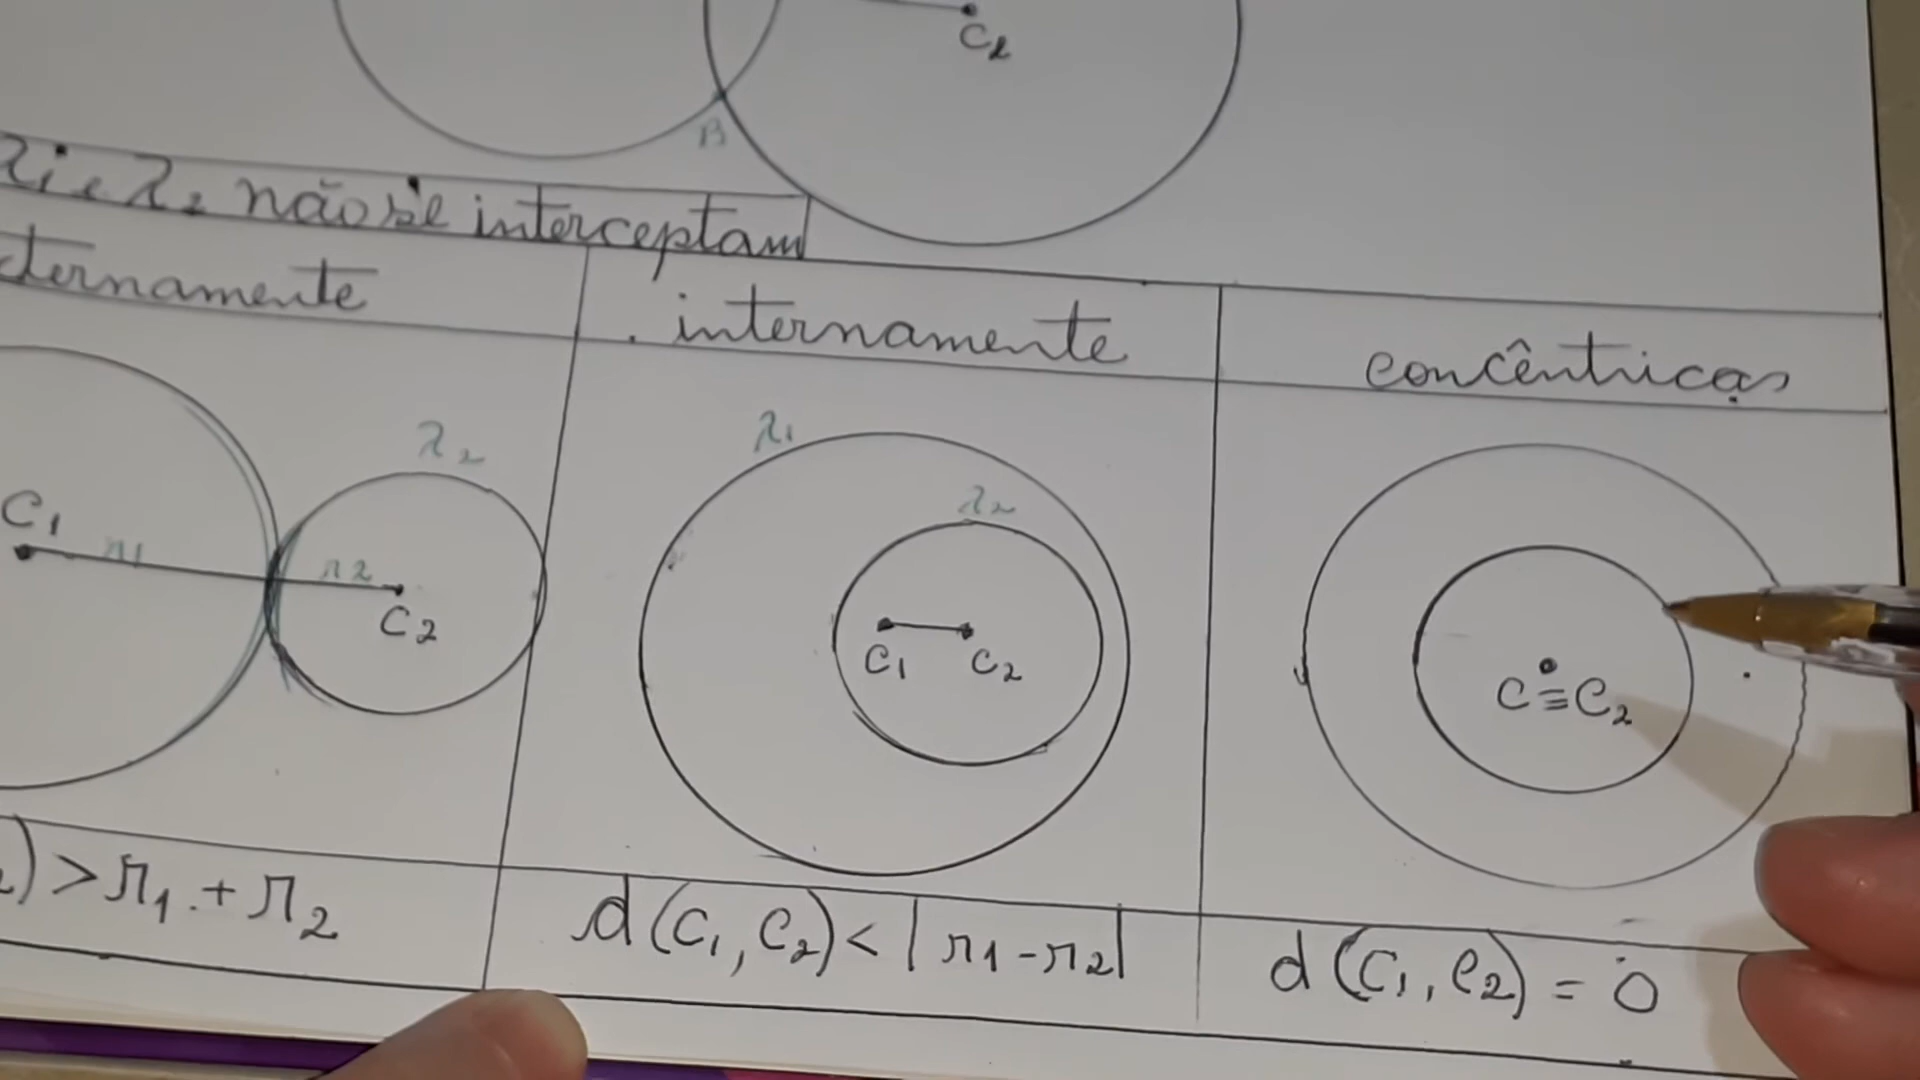 C2
B
λ1 e λ2 não se interceptam
ternamente
. internamente
concêntricas
λ2
C1
r1
r2
C2
λ1
λ2
C1
C2
C≡C2
) > r1 + r2
d(C1, C2) < |r1 - r2|
d(C1, C2) = 0